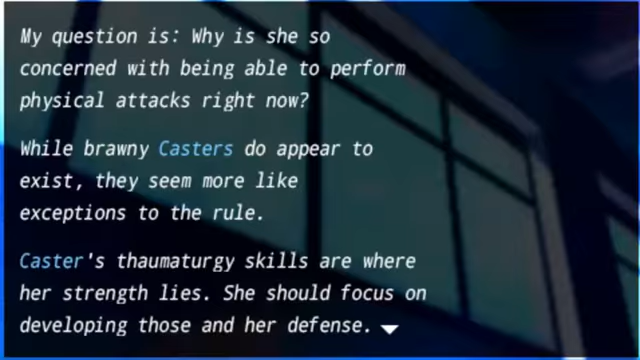 My question is: Why is she so
concerned with being able to perform
physical attacks right now?
While brawny Casters do appear to
exist, they seem more like
exceptions to the rule.
Caster's thaumaturgy skills are where
her strength lies. She should focus on
developing those and her defense.